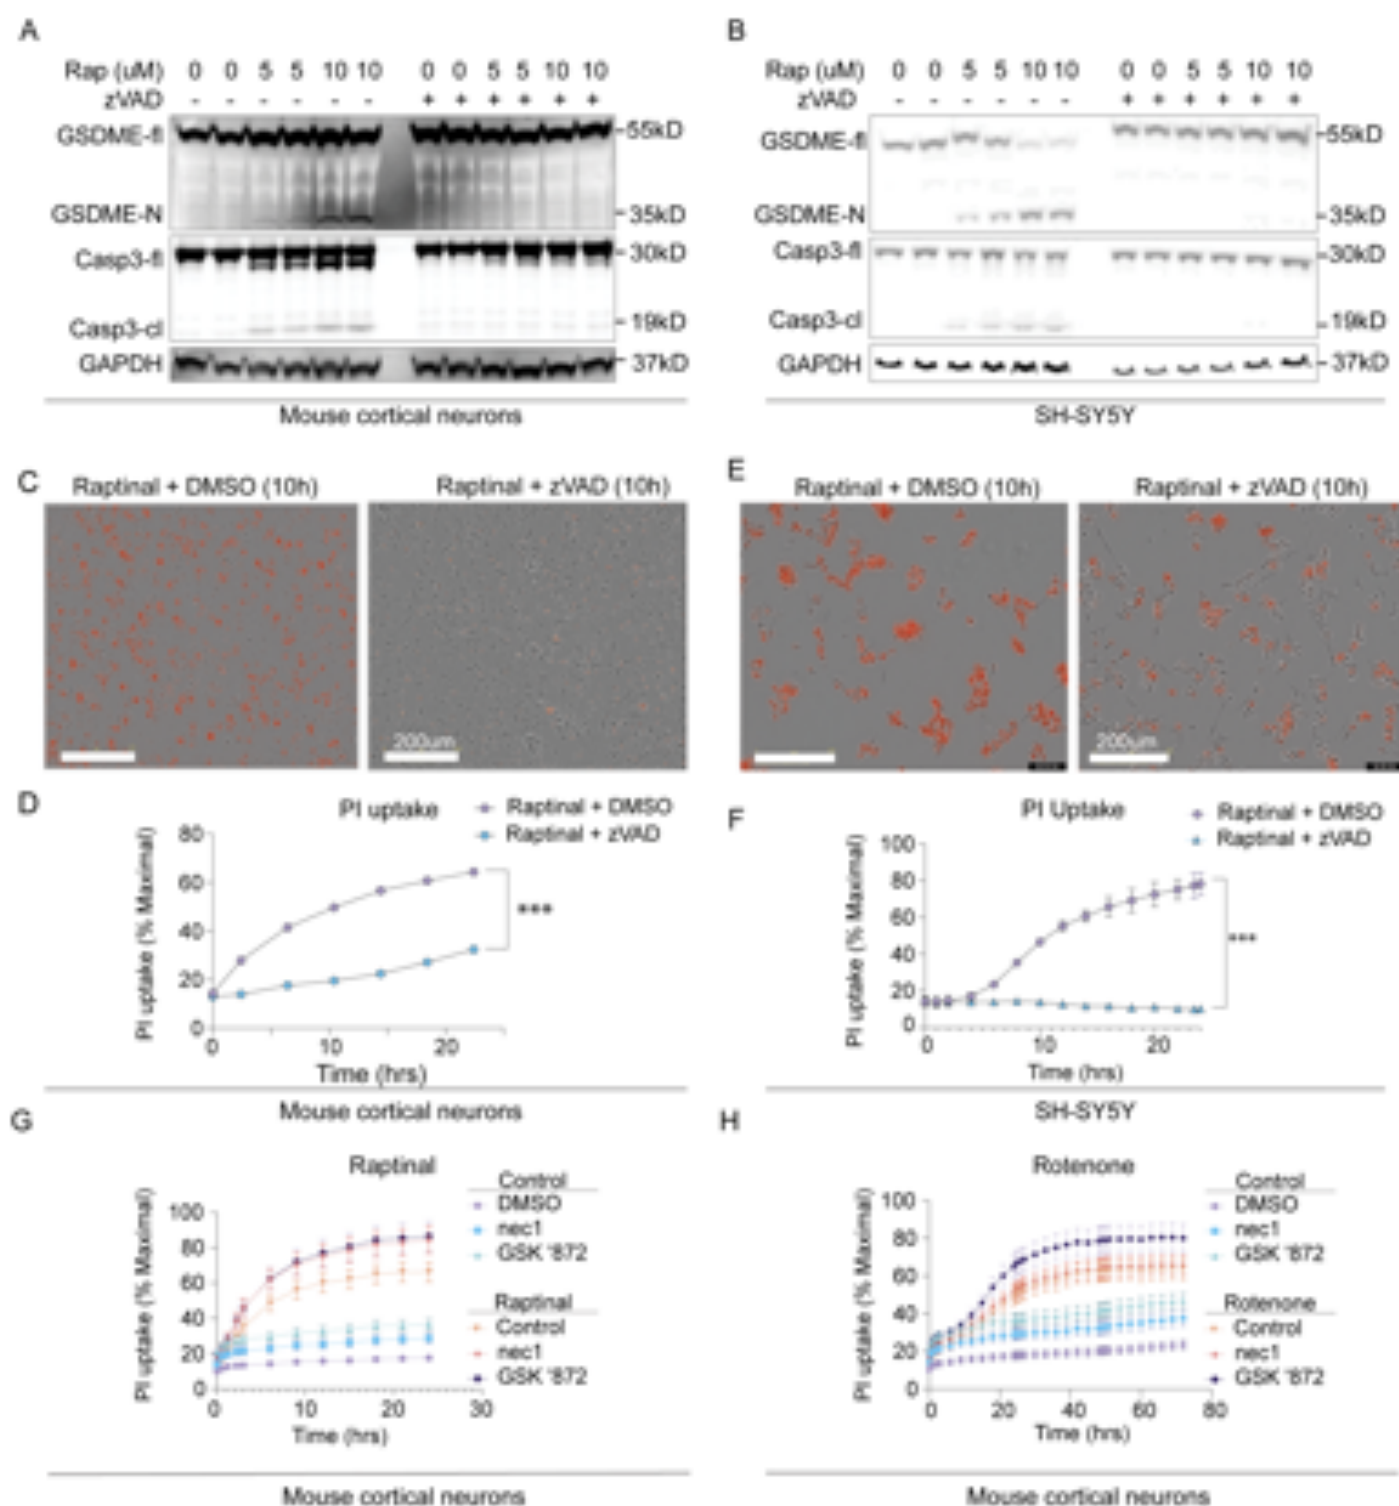 A
Rap (uM) 0 0 5 5 10 10 0 0 5 5 10 10
zVAD - - - - - - + + + + + +
GSDME-fl -55kD
GSDME-N -35kD
Casp3-fl -30kD
Casp3-cl -19kD
GAPDH -37kD
Mouse cortical neurons
B
Rap (uM) 0 0 5 5 10 10 0 0 5 5 10 10
zVAD - - - - - - + + + + + +
GSDME-fl -55kD
GSDME-N -35kD
Casp3-fl -30kD
Casp3-cl -19kD
GAPDH -37kD
SH-SY5Y
C
Raptinal + DMSO (10h) Raptinal + zVAD (10h)
200um
E
Raptinal + DMSO (10h) Raptinal + zVAD (10h)
200um
D
PI uptake
Raptinal + DMSO
Raptinal + zVAD
PI uptake (% Maximal)
80
60
40
20
0
0 10 20
Time (hrs)
***
Mouse cortical neurons
F
PI Uptake
Raptinal + DMSO
Raptinal + zVAD
PI uptake (% Maximal)
100
80
60
40
20
0
0 10 20
Time (hrs)
***
SH-SY5Y
G
Raptinal
Control
DMSO
nec1
GSK '872
Raptinal
Control
nec1
GSK '872
PI uptake (% Maximal)
100
80
60
40
20
0
0 10 20 30
Time (hrs)
Mouse cortical neurons
H
Rotenone
Control
DMSO
nec1
GSK '872
Rotenone
Control
nec1
GSK '872
PI uptake (% Maximal)
100
80
60
40
20
0
0 20 40 60 80
Time (hrs)
Mouse cortical neurons